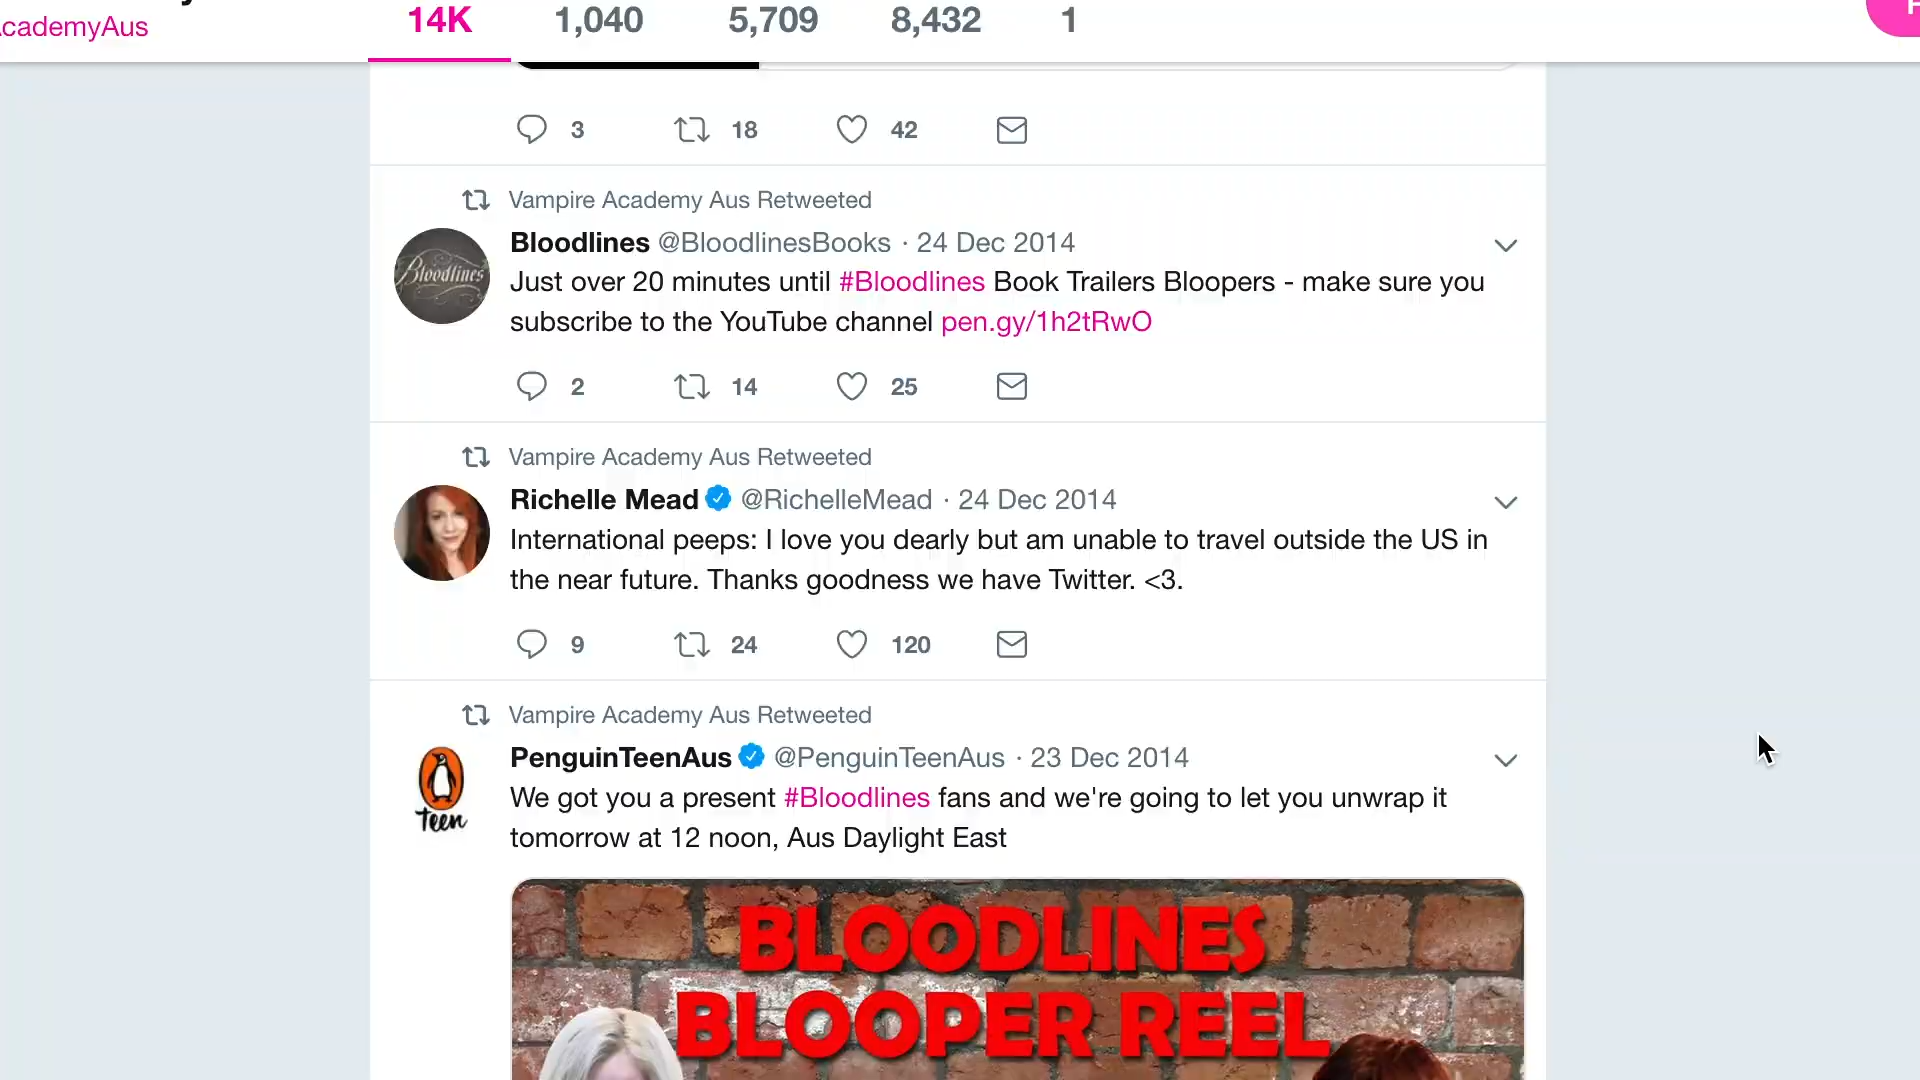 cademyAus
14K 1,040 5,709 8,432 1
3 18 42
Vampire Academy Aus Retweeted
Bloodlines @BloodlinesBooks · 24 Dec 2014
Bloodlines
Just over 20 minutes until #Bloodlines Book Trailers Bloopers - make sure you
subscribe to the YouTube channel pen.gy/1h2tRwO
2 14 25
Vampire Academy Aus Retweeted
Richelle Mead @RichelleMead · 24 Dec 2014
International peeps: I love you dearly but am unable to travel outside the US in
the near future. Thanks goodness we have Twitter. <3.
9 24 120
Vampire Academy Aus Retweeted
PenguinTeenAus @PenguinTeenAus · 23 Dec 2014
Teen
We got you a present #Bloodlines fans and we're going to let you unwrap it
tomorrow at 12 noon, Aus Daylight East
BLOODLINES
BLOOPER REEL